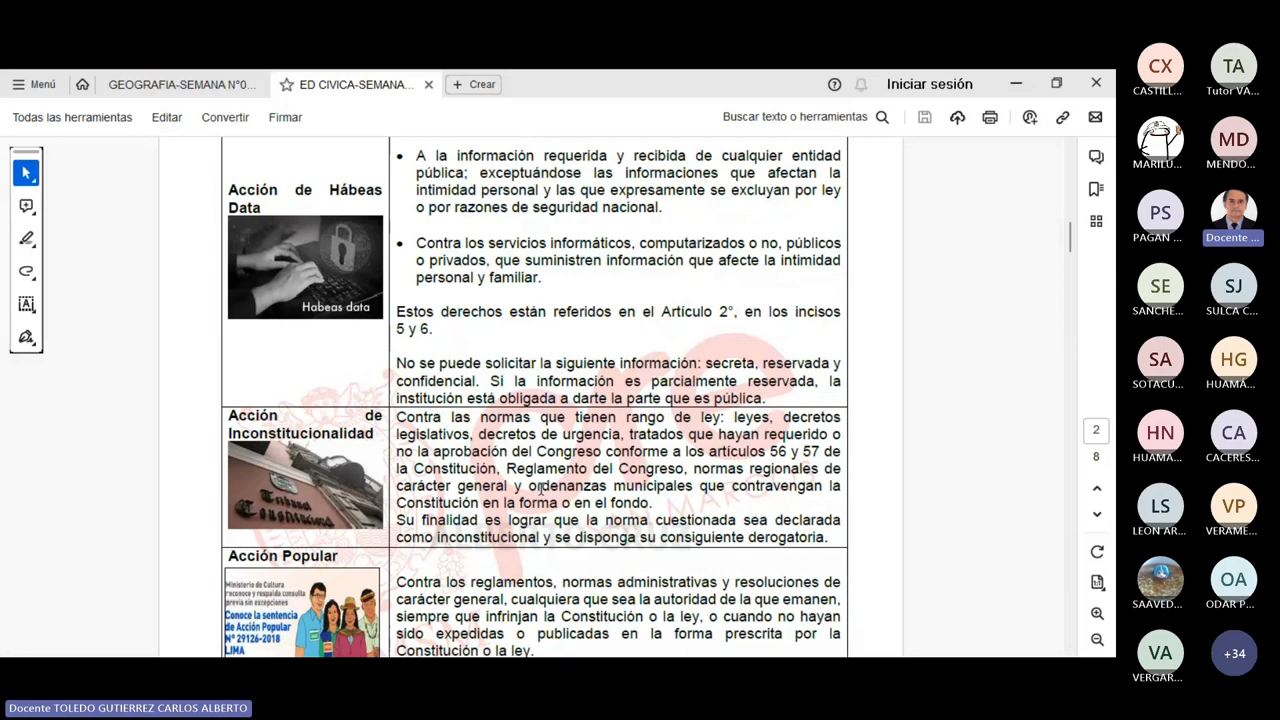 Menú
GEOGRAFIA-SEMANA N°0...
ED CIVICA-SEMANA...
Crear
Iniciar sesión
Todas las herramientas
Editar
Convertir
Firmar
Buscar texto o herramientas
Acción de Hábeas
Data
Habeas data
• A la información requerida y recibida de cualquier entidad
pública; exceptuándose las informaciones que afectan la
intimidad personal y las que expresamente se excluyan por ley
o por razones de seguridad nacional.
• Contra los servicios informáticos, computarizados o no, públicos
o privados, que suministren información que afecte la intimidad
personal y familiar.
Estos derechos están referidos en el Artículo 2°, en los incisos
5 y 6.
No se puede solicitar la siguiente información: secreta, reservada y
confidencial. Si la información es parcialmente reservada, la
institución está obligada a darte la parte que es pública.
Acción de
Inconstitucionalidad
Tribunal
Constitucional
Contra las normas que tienen rango de ley: leyes, decretos
legislativos, decretos de urgencia, tratados que hayan requerido o
no la aprobación del Congreso conforme a los artículos 56 y 57 de
la Constitución, Reglamento del Congreso, normas regionales de
carácter general y ordenanzas municipales que contravengan la
Constitución en la forma o en el fondo.
Su finalidad es lograr que la norma cuestionada sea declarada
como inconstitucional y se disponga su consiguiente derogatoria.
Acción Popular
Ministerio de Cultura
reconoce y respalda consulta
previa sin excepciones
Conoce la sentencia
de Acción Popular
N° 29126-2018
LIMA
Contra los reglamentos, normas administrativas y resoluciones de
carácter general, cualquiera que sea la autoridad de la que emanen,
siempre que infrinjan la Constitución o la ley, o cuando no hayan
sido expedidas o publicadas en la forma prescrita por la
Constitución o la ley.
pre
2
8
CX
CASTILL...
TA
Tutor VA...
MARILU...
MD
MENDO...
PS
PAGAN ...
Docente ...
SE
SANCHE...
SJ
SULCA C...
SA
SOTACU...
HG
HUAMÁ...
HN
HUAMA...
CA
CACERES...
LS
LEON AR...
VP
VERAME...
SAAVED...
OA
ODAR P...
VA
VERGAR...
+34
Docente TOLEDO GUTIERREZ CARLOS ALBERTO